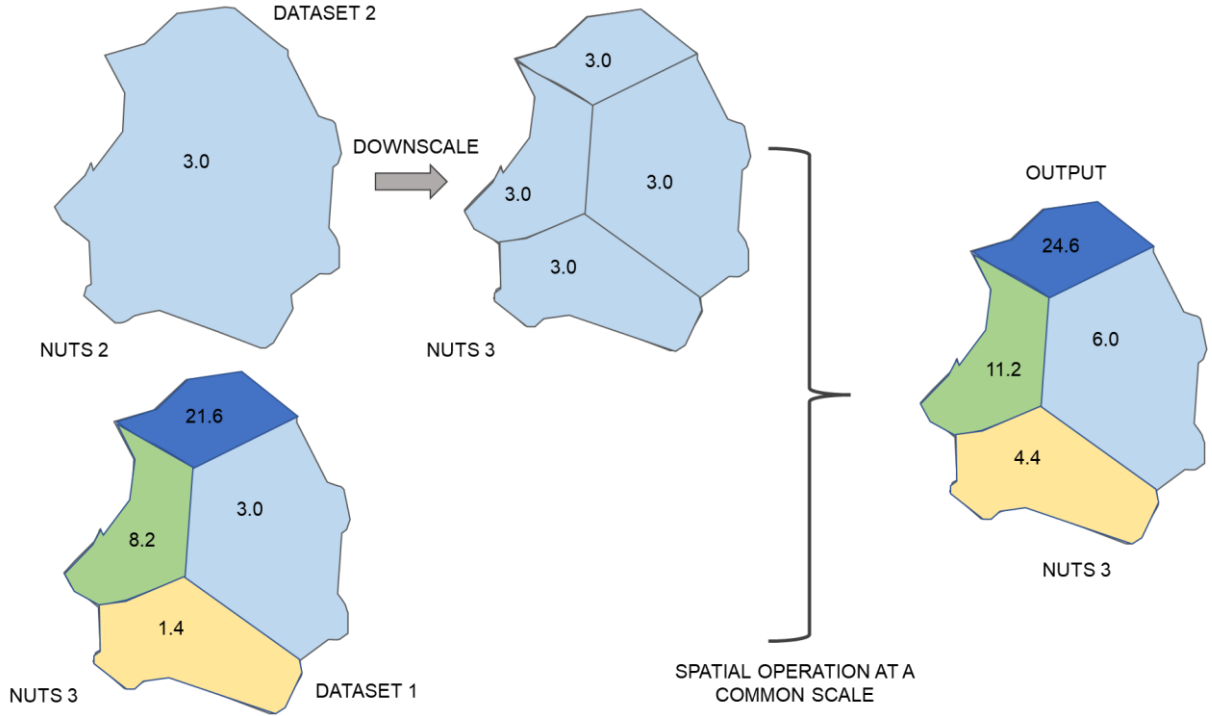 DATASET 2
3.0
NUTS 2
DOWNSCALE
3.0
3.0
3.0
3.0
NUTS 3
21.6
3.0
8.2
1.4
NUTS 3
DATASET 1
SPATIAL OPERATION AT A
COMMON SCALE
OUTPUT
24.6
6.0
11.2
4.4
NUTS 3